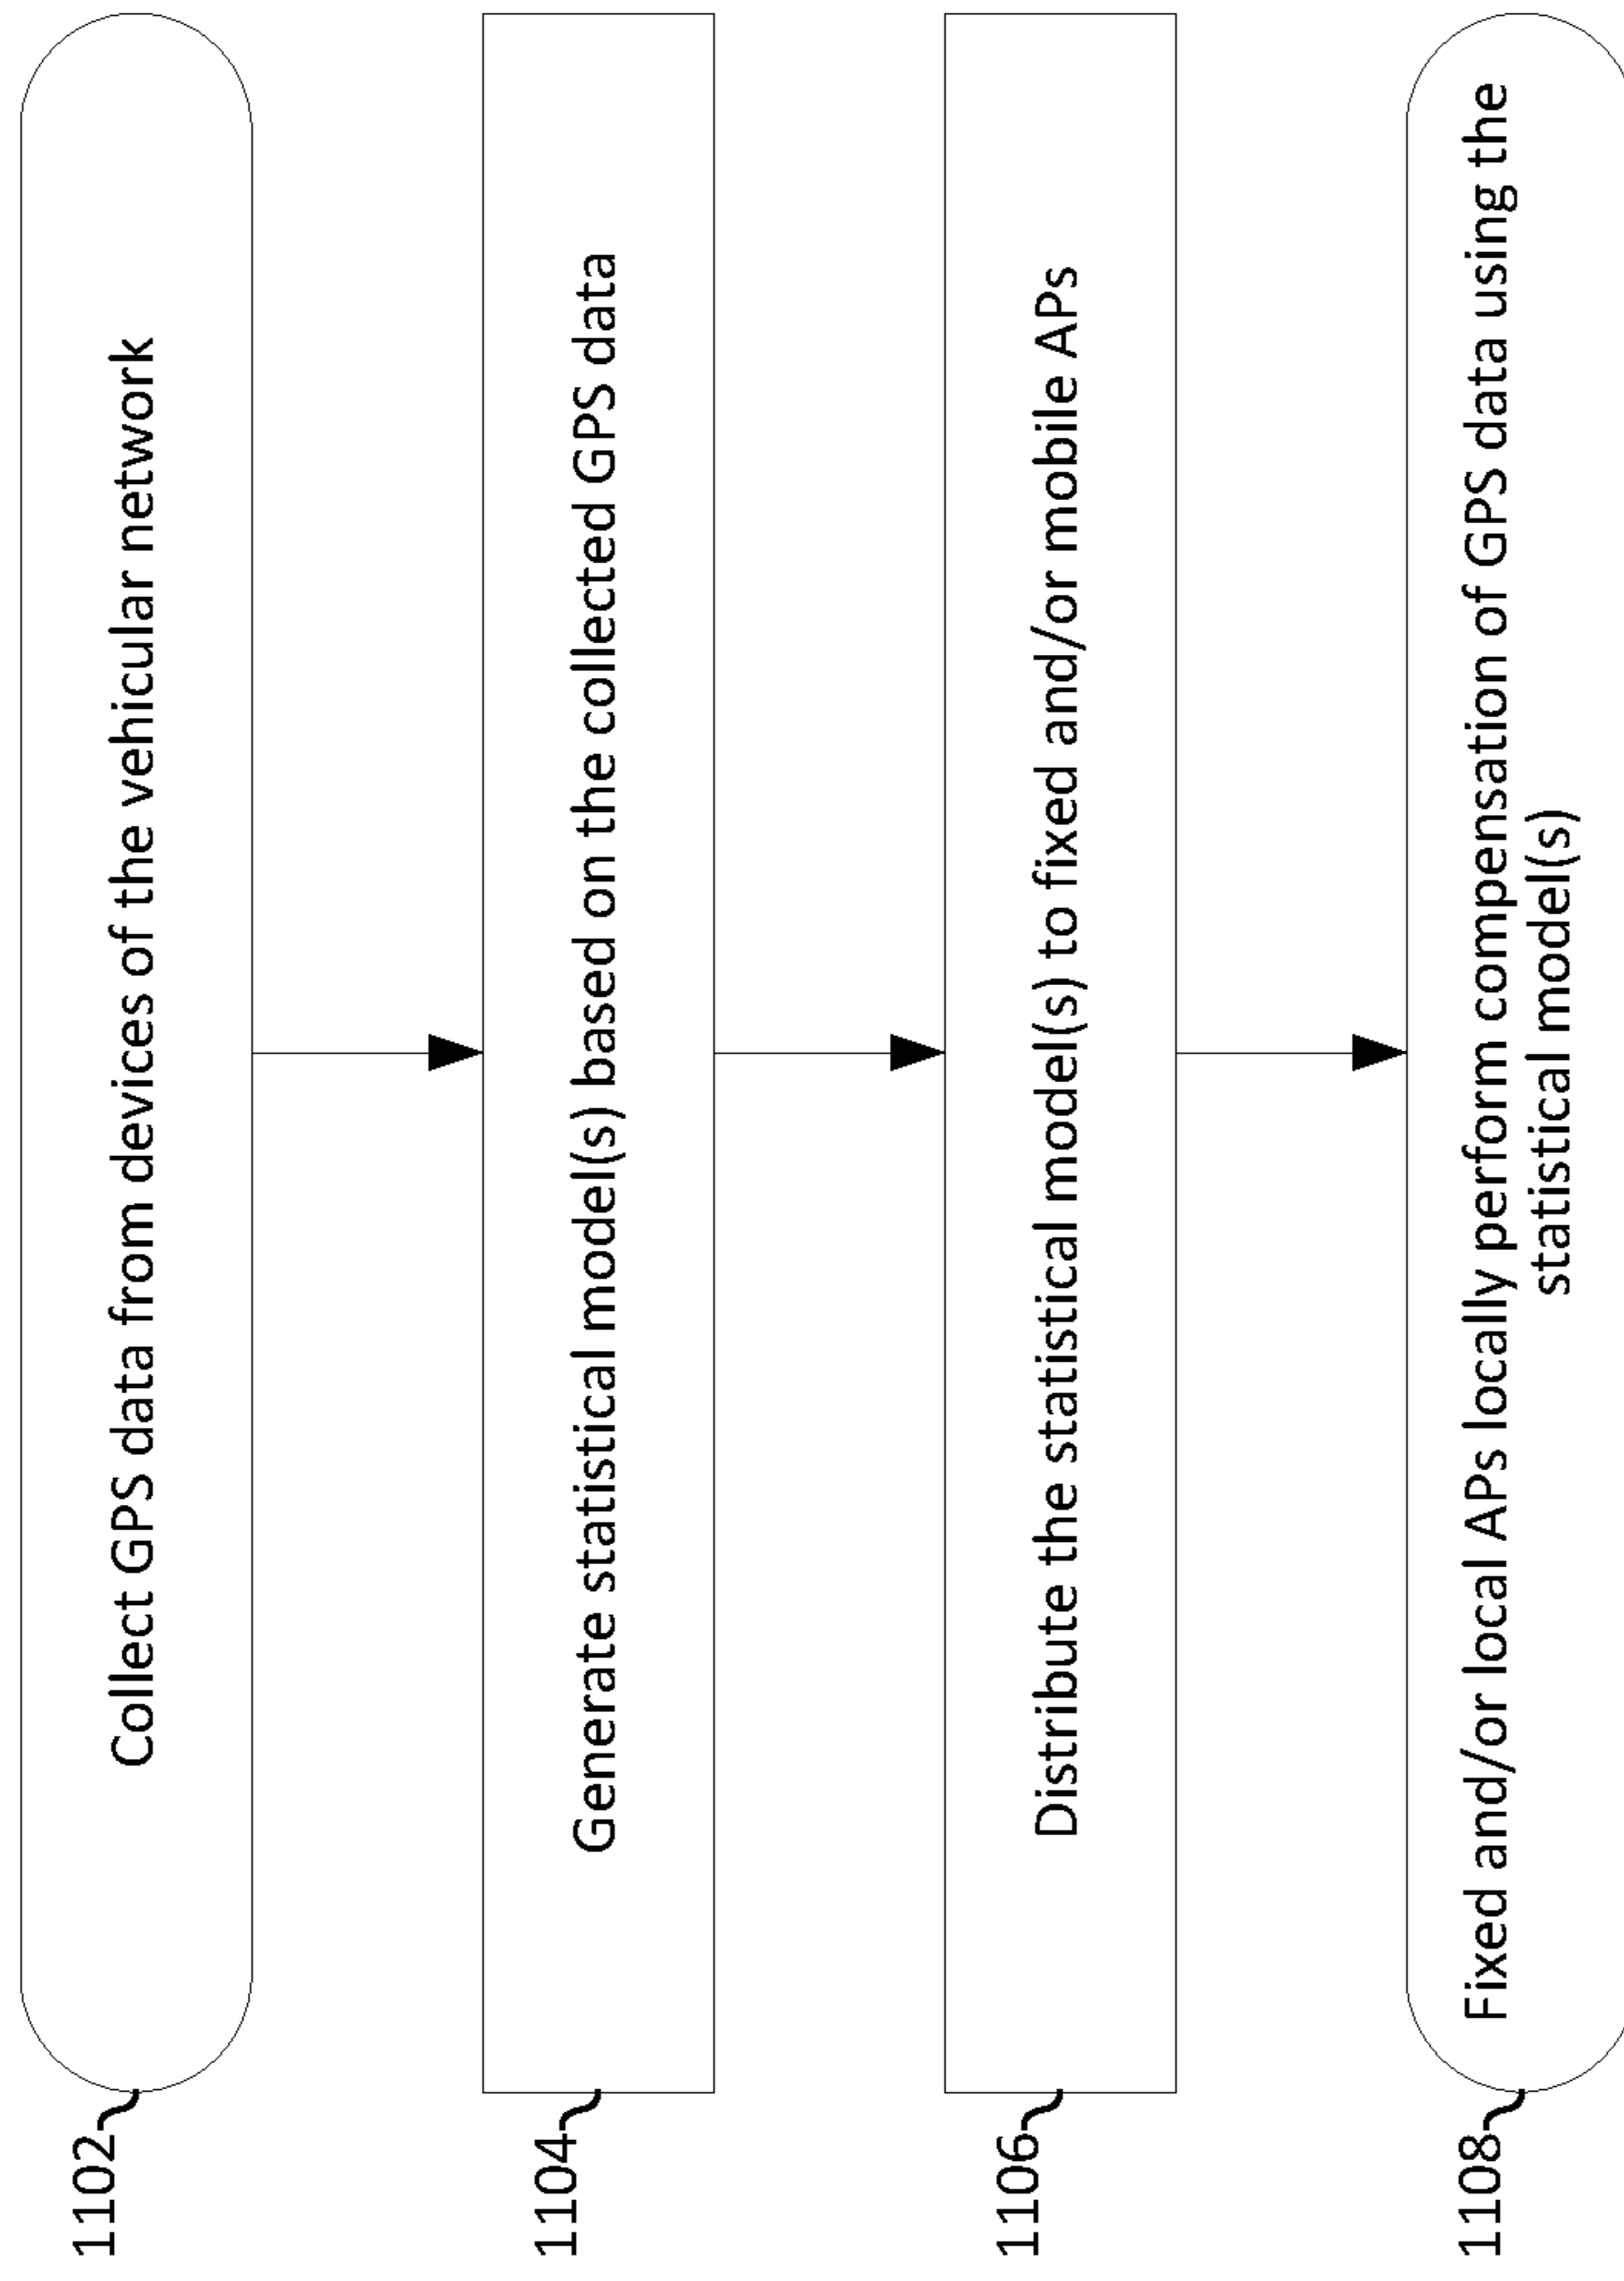 1102
Collect GPS data from devices of the vehicular network
1104
Generate statistical model(s) based on the collected GPS data
1106
Distribute the statistical model(s) to fixed and/or mobile APs
1108
Fixed and/or local APs locally perform compensation of GPS data using the
statistical model(s)